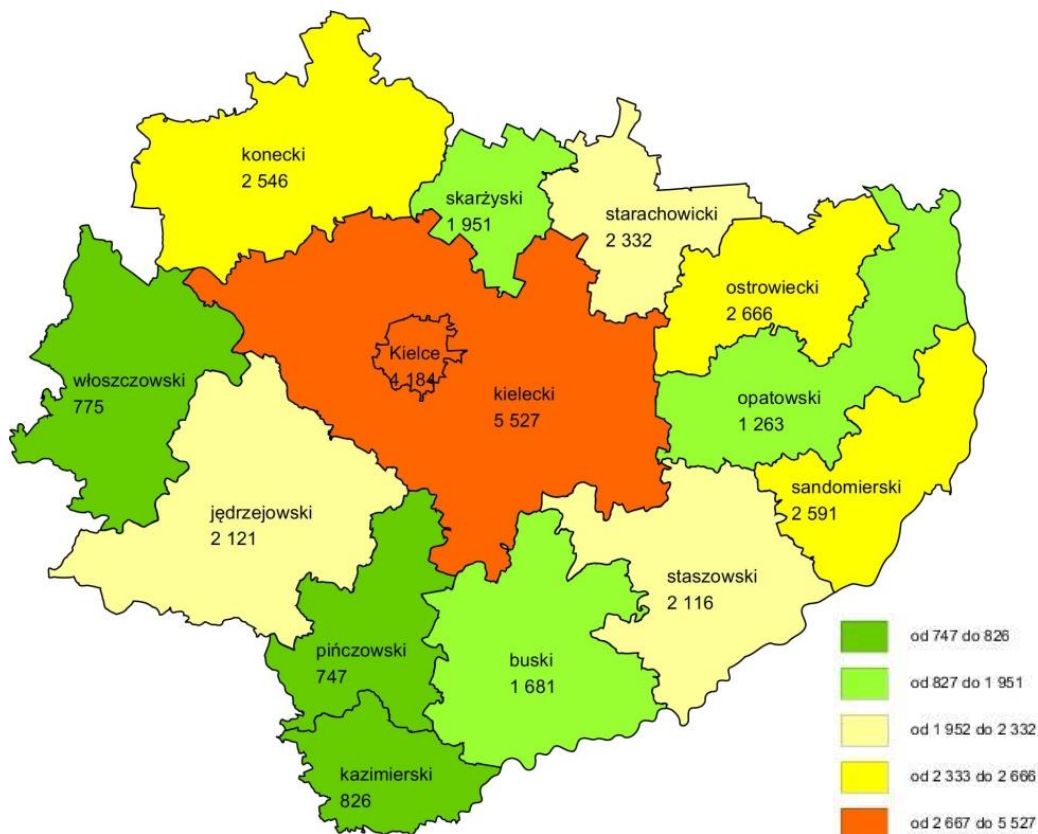 konecki
2 546
skarżyski
1 951
starachowicki
2 332
ostrowiecki
2 666
włoszczowski
775
Kielce
4 184
kielecki
5 527
opatowski
1 263
sandomierski
2 591
jędrzejowski
2 121
staszowski
2 116
pińczowski
747
buski
1 681
kazimierski
826
od 747 do 826
od 827 do 1 951
od 1 952 do 2 332
od 2 333 do 2 666
od 2 667 do 5 527